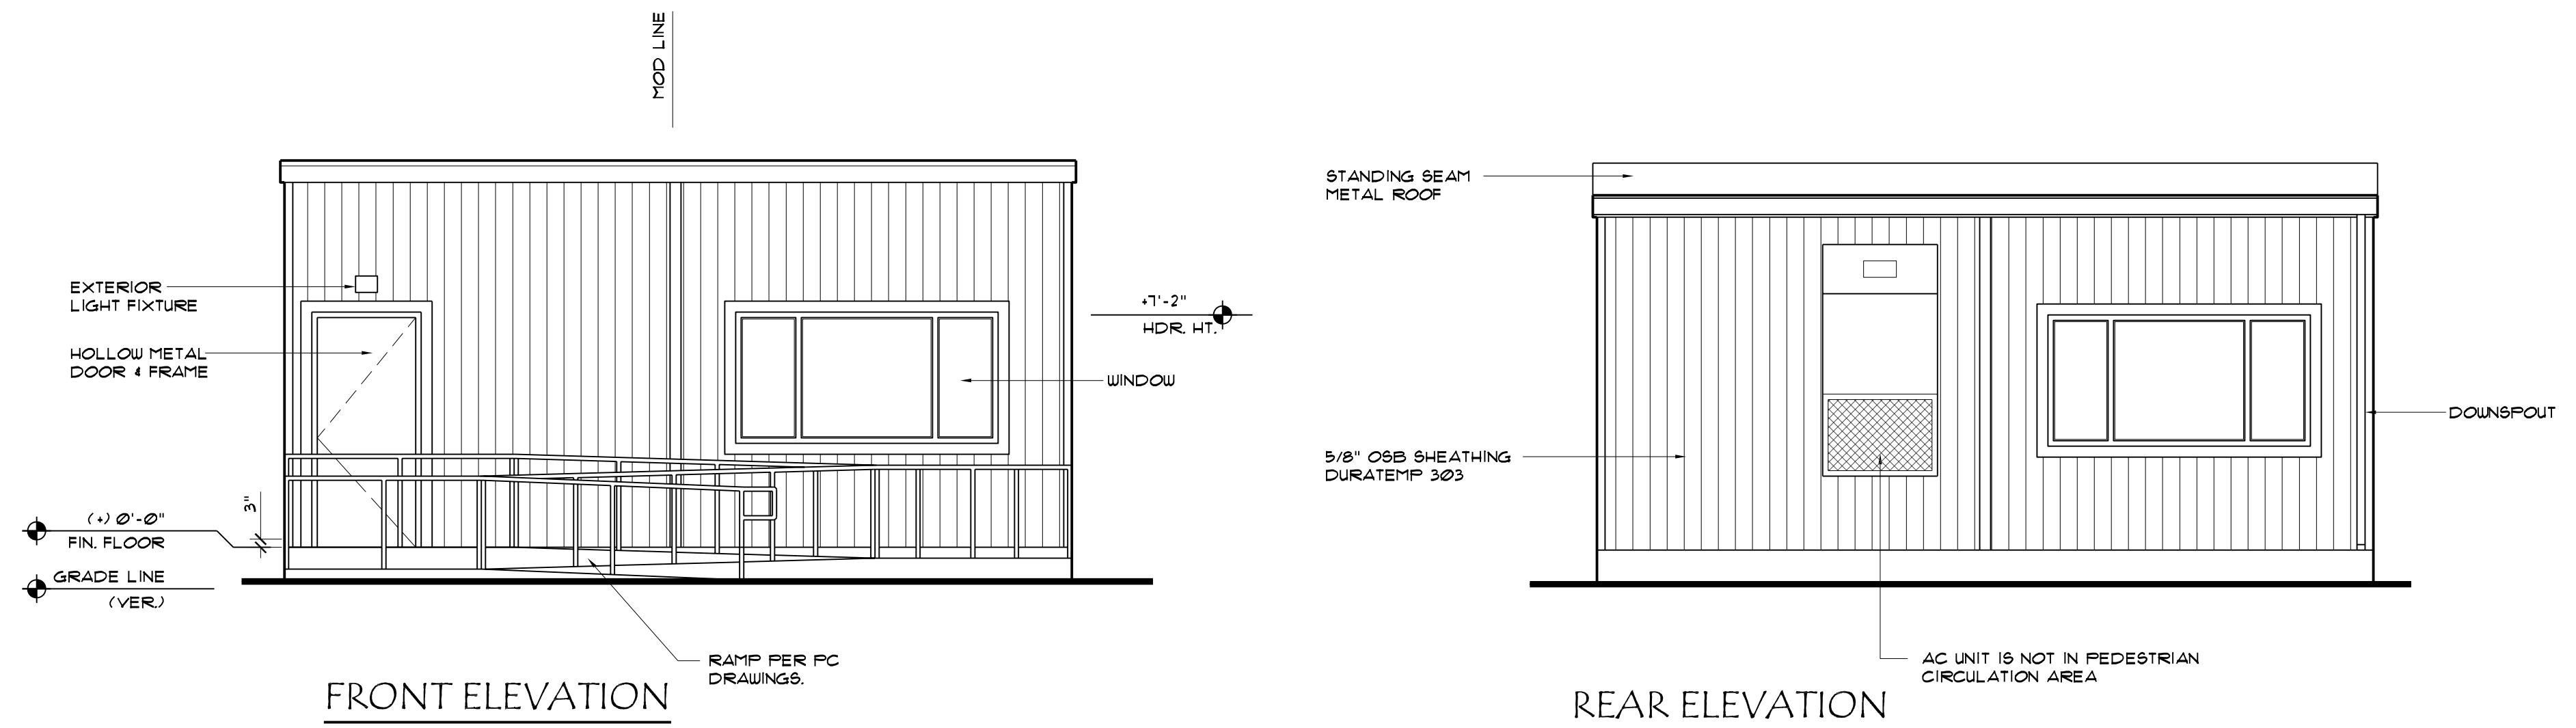 MOD LINE
EXTERIOR
LIGHT FIXTURE
HOLLOW METAL
DOOR & FRAME
3"
(+) 0'-0"
FIN. FLOOR
GRADE LINE
(VER.)
+7'-2"
HDR. HT.
WINDOW
RAMP PER PC
DRAWINGS.
FRONT ELEVATION
STANDING SEAM
METAL ROOF
5/8" OSB SHEATHING
DURATEMP 303
DOWNSPOUT
AC UNIT IS NOT IN PEDESTRIAN
CIRCULATION AREA
REAR ELEVATION